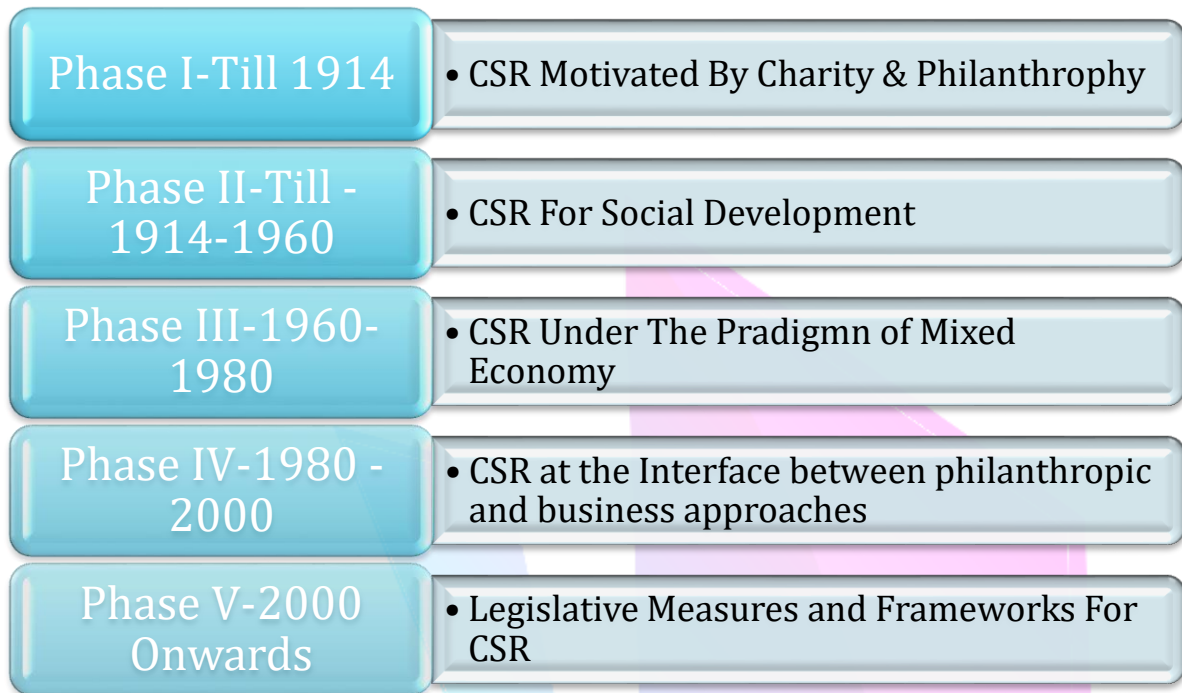 Phase I-Till 1914
• CSR Motivated By Charity & Philanthrophy
Phase II-Till -
1914-1960
• CSR For Social Development
Phase III-1960-
1980
• CSR Under The Pradigmn of Mixed
Economy
Phase IV-1980 -
2000
• CSR at the Interface between philanthropic
and business approaches
Phase V-2000
Onwards
• Legislative Measures and Frameworks For
CSR